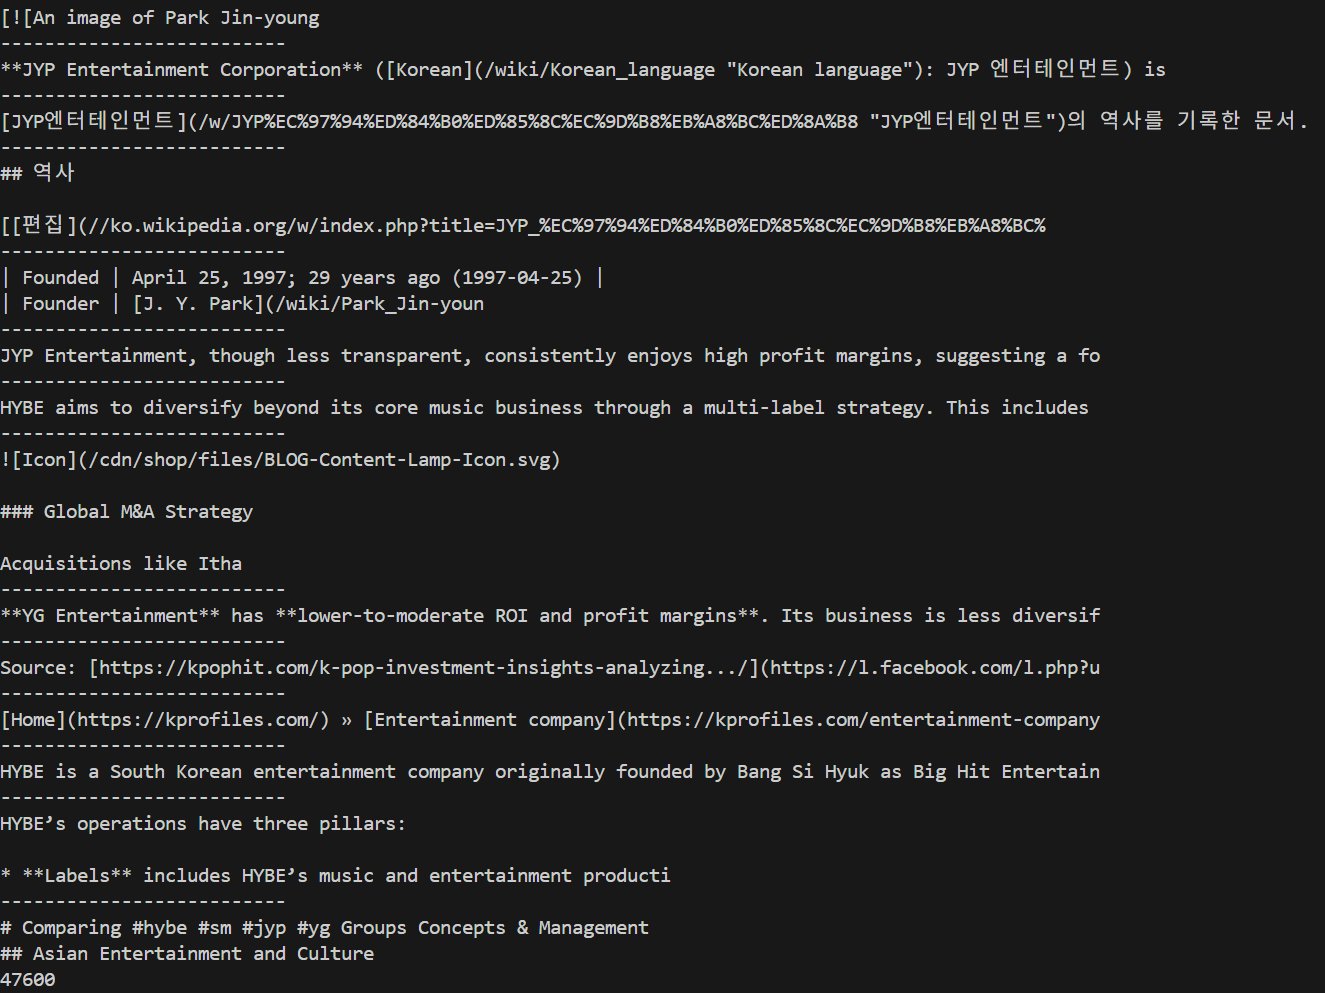 [![An image of Park Jin-young
--------------------------
**JYP Entertainment Corporation** ([Korean](/wiki/Korean_language "Korean language"): JYP 엔터테인먼트) is
--------------------------
[JYP엔터테인먼트](/w/JYP%EC%97%94%ED%84%B0%ED%85%8C%EC%9D%B8%EB%A8%BC%ED%8A%B8 "JYP엔터테인먼트")의 역사를 기록한 문서.
--------------------------
## 역사
[[편집](//ko.wikipedia.org/w/index.php?title=JYP_%EC%97%94%ED%84%B0%ED%85%8C%EC%9D%B8%EB%A8%BC%
--------------------------
| Founded | April 25, 1997; 29 years ago (1997-04-25) |
| Founder | [J. Y. Park](/wiki/Park_Jin-youn
--------------------------
JYP Entertainment, though less transparent, consistently enjoys high profit margins, suggesting a fo
--------------------------
HYBE aims to diversify beyond its core music business through a multi-label strategy. This includes
--------------------------
![Icon](/cdn/shop/files/BLOG-Content-Lamp-Icon.svg)
### Global M&A Strategy
Acquisitions like Itha
--------------------------
**YG Entertainment** has **lower-to-moderate ROI and profit margins**. Its business is less diversif
--------------------------
Source: [https://kpophit.com/k-pop-investment-insights-analyzing.../](https://l.facebook.com/l.php?u
--------------------------
[Home](https://kprofiles.com/) » [Entertainment company](https://kprofiles.com/entertainment-company
--------------------------
HYBE is a South Korean entertainment company originally founded by Bang Si Hyuk as Big Hit Entertain
--------------------------
HYBE’s operations have three pillars:
* **Labels** includes HYBE’s music and entertainment producti
--------------------------
# Comparing #hybe #sm #jyp #yg Groups Concepts & Management
## Asian Entertainment and Culture
47600